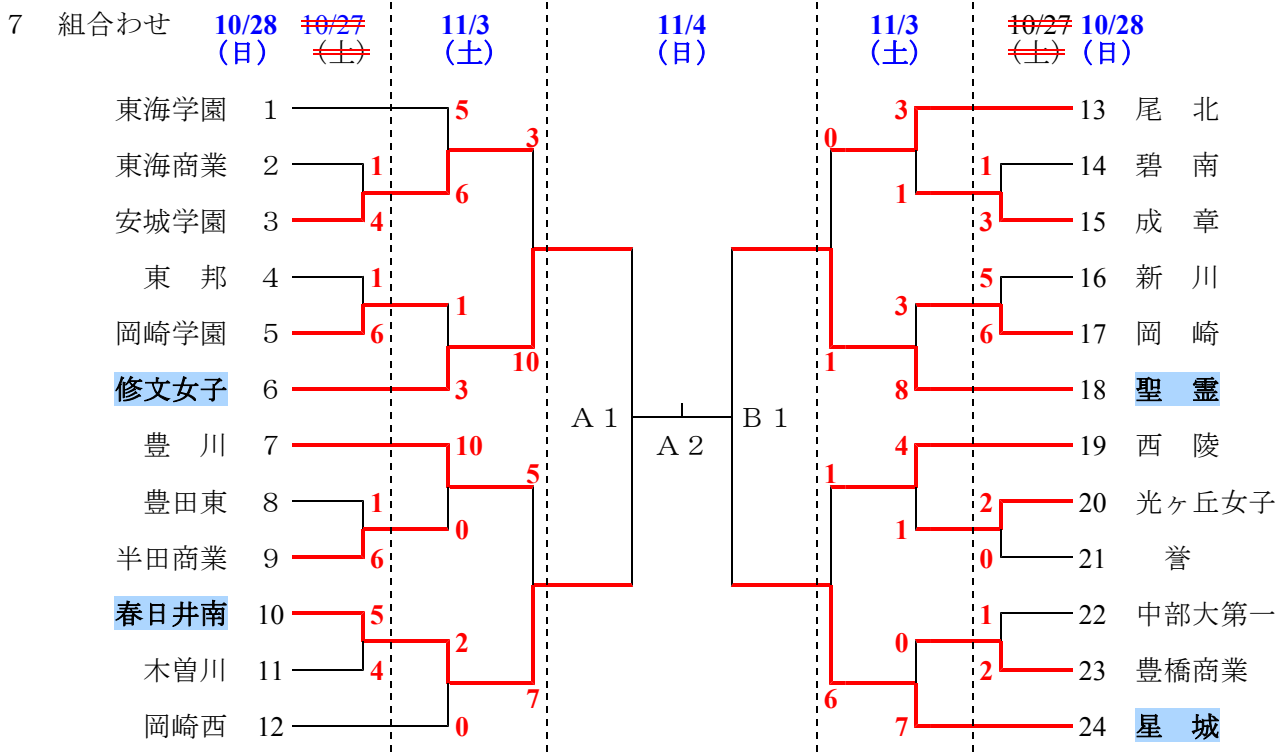 7 組合わせ 10/28 10/27 11/3 11/4 11/3 10/27 10/28
（日） （土） （土） （日） （土） （土） （日）
東海学園 1 5 3 13 尾 北
3 0
東海商業 2 1 1 14 碧 南
6 1
安城学園 3 4 3 15 成 章
東 邦 4 1 5 16 新 川
1 3
岡崎学園 5 6 6 17 岡 崎
10 1
修文女子 6 3 8 18 聖 霊
A 1 B 1
A 2
豊 川 7 10 4 19 西 陵
5 1
豊田東 8 1 2 20 光ヶ丘女子
0 1
半田商業 9 6 0 21 誉
春日井南 10 5 1 22 中部大第一
2 0
木曽川 11 4 2 23 豊橋商業
7 6
岡崎西 12 0 7 24 星 城